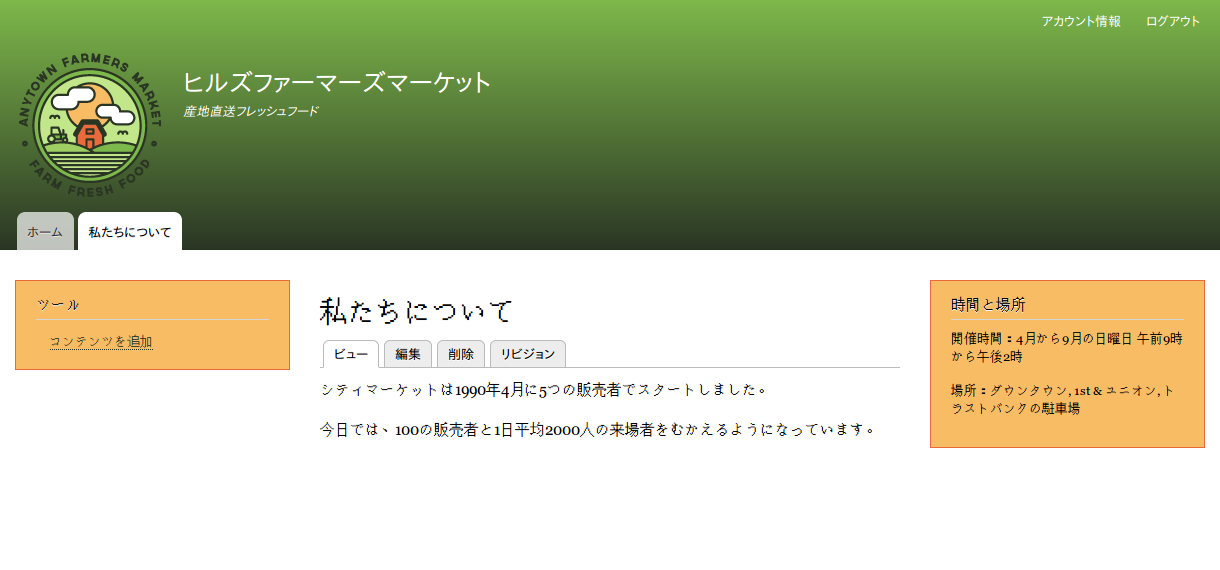 アカウント情報 ログアウト
ANYTOWN FARMERS MARKET
FARM FRESH FOOD
ヒルズファーマーズマーケット
産地直送フレッシュフード
ホーム 私たちについて
ツール
コンテンツを追加
私たちについて
ビュー 編集 削除 リビジョン
シティマーケットは1990年4月に5つの販売者でスタートしました。
今日では、100の販売者と1日平均2000人の来場者をむかえるようになっています。
時間と場所
開催時間：4月から9月の日曜日 午前9時
から午後2時
場所：ダウンタウン, 1st & ユニオン, ト
ラストバンクの駐車場